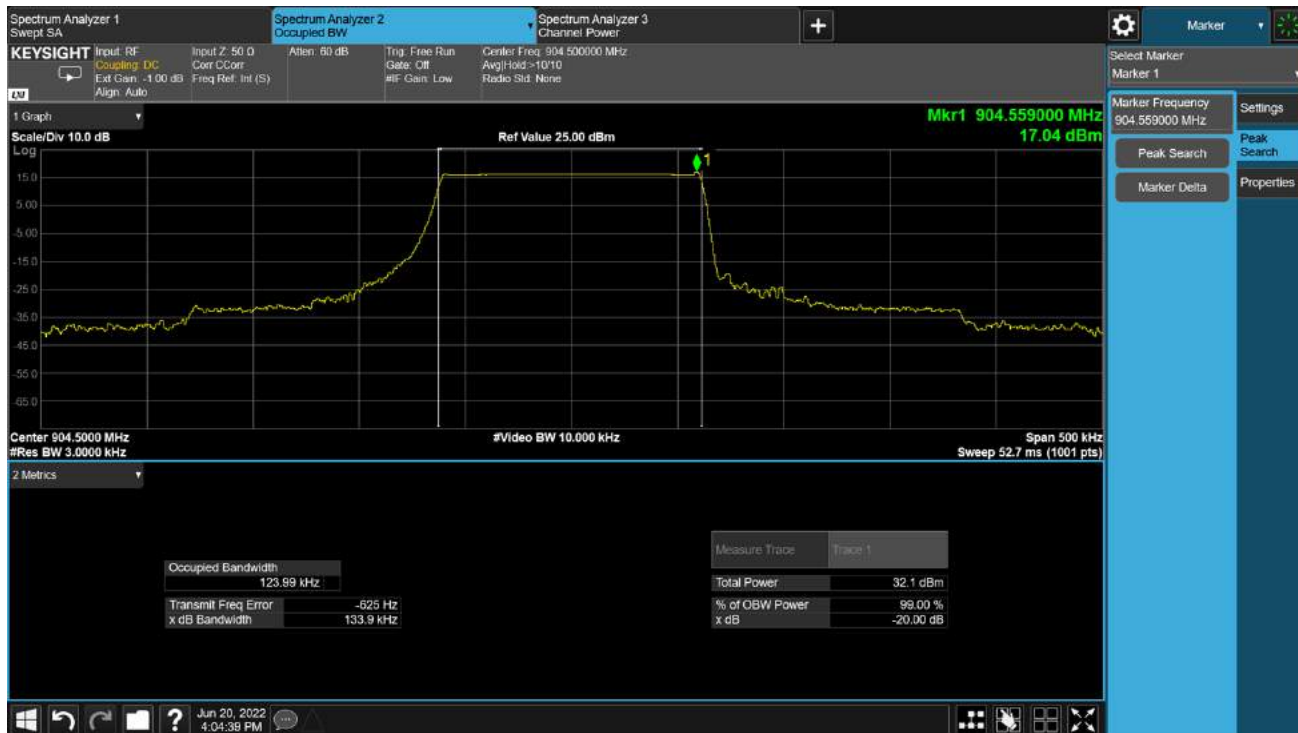 Spectrum Analyzer 1
Swept SA
Spectrum Analyzer 2
Occupied BW
Spectrum Analyzer 3
Channel Power
+
Marker
KEYSIGHT
Input: RF
Coupling: DC
Ext Gain: -1.00 dB
Align: Auto
Input Z: 50 Ω
Corr CCorr
Freq Ref: Int (S)
Atten: 60 dB
Trig: Free Run
Gate: Off
#IF Gain: Low
Center Freq: 904.500000 MHz
Avg|Hold:>10/10
Radio Std: None
LXI
Select Marker
Marker 1
Marker Frequency
904.559000 MHz
Peak Search
Marker Delta
Settings
Peak
Search
Properties
1 Graph
Scale/Div 10.0 dB
Ref Value 25.00 dBm
Mkr1 904.559000 MHz
17.04 dBm
Log
1
15.0
5.00
-5.00
-15.0
-25.0
-35.0
-45.0
-55.0
-65.0
Center 904.5000 MHz
#Res BW 3.0000 kHz
#Video BW 10.000 kHz
Span 500 kHz
Sweep 52.7 ms (1001 pts)
2 Metrics
Measure Trace Trace 1
Occupied Bandwidth
123.99 kHz
Total Power 32.1 dBm
Transmit Freq Error -625 Hz
x dB Bandwidth 133.9 kHz
% of OBW Power 99.00 %
x dB -20.00 dB
?
Jun 20, 2022
4:04:39 PM